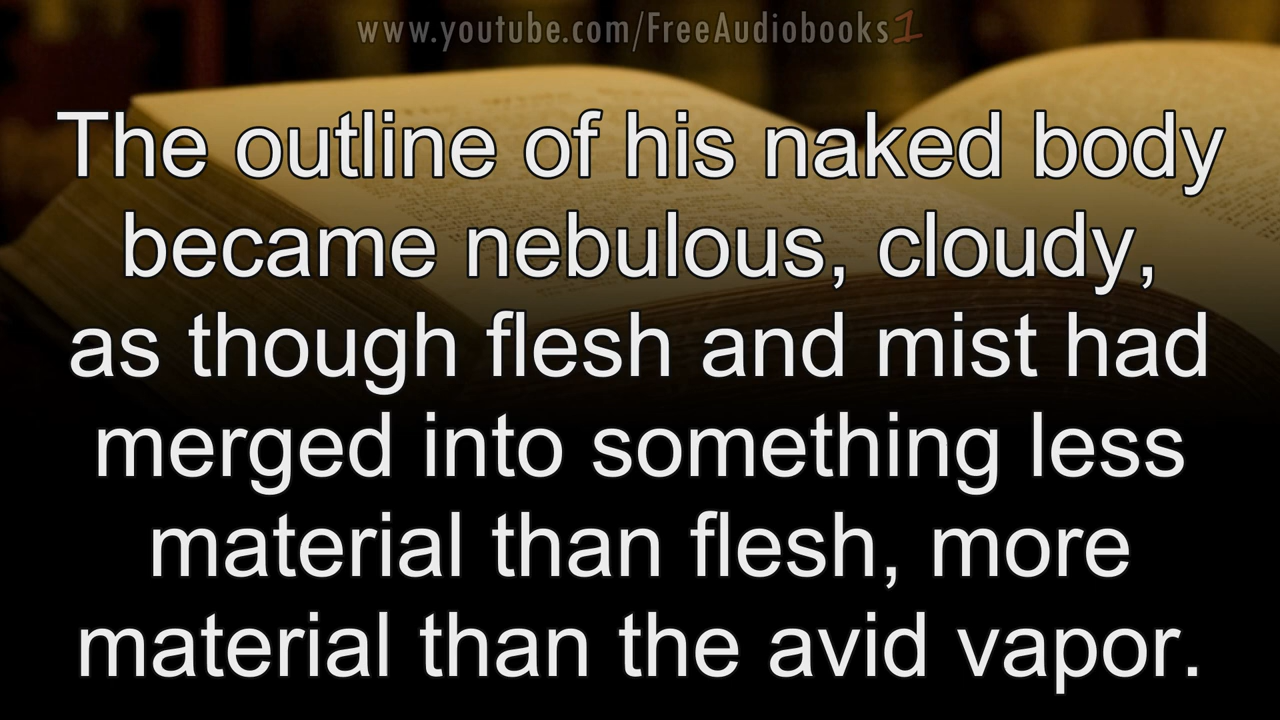 www.youtube.com/FreeAudiobooks1
The outline of his naked body
became nebulous, cloudy,
as though flesh and mist had
merged into something less
material than flesh, more
material than the avid vapor.